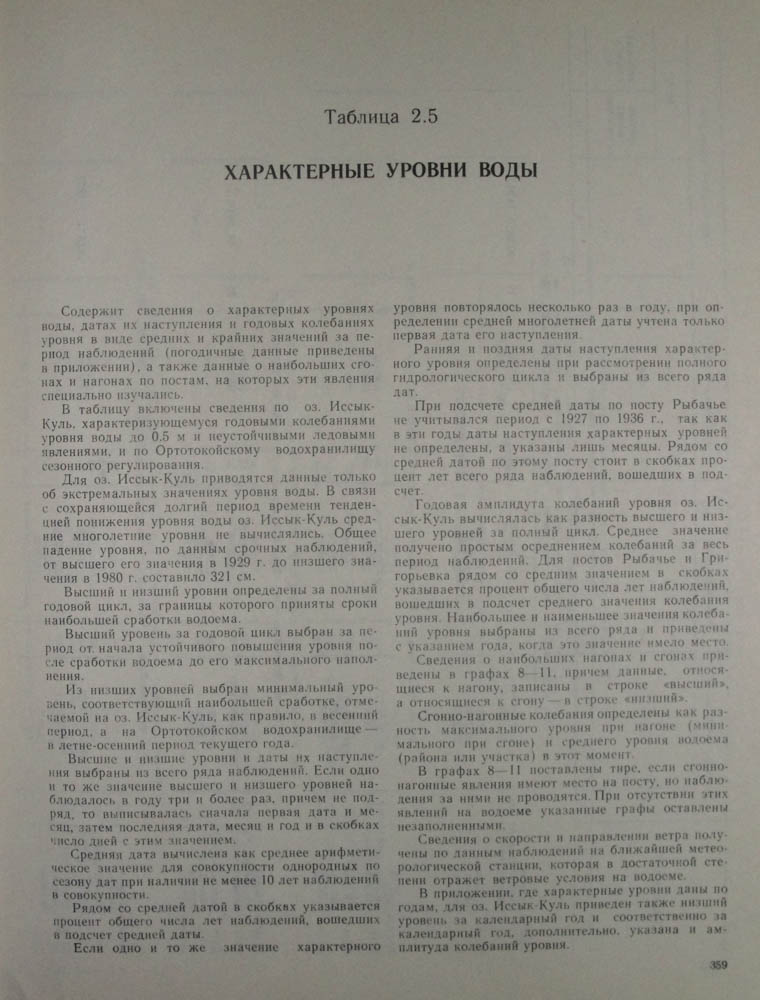 Таблица 2.5
ХАРАКТЕРНЫЕ УРОВНИ ВОДЫ
Содержит сведения о характерных уровнях
воды, датах их наступления и годовых колебаниях
уровня в виде средних и крайних значений за пе-
риод наблюдений (погодичные данные приведены
в приложении), а также данные о наибольших сго-
нах и нагонах по постам, на которых эти явления
специально изучались.
В таблицу включены сведения по оз. Иссык-
Куль, характеризующемуся годовыми колебаниями
уровня воды до 0,5 м и неустойчивыми ледовыми
явлениями, и по Ортотокойскому водохранилищу
сезонного регулирования.
Для оз. Иссык-Куль приводятся данные только
об экстремальных значениях уровня воды. В связи
с сохраняющейся долгий период времени тенден-
цией понижения уровня воды оз. Иссык-Куль сред-
ние многолетние уровни не вычислялись. Общее
падение уровня, по данным срочных наблюдений,
от высшего его значения в 1929 г. до низшего зна-
чения в 1980 г. составило 321 см.
Высший и низший уровни определены за полный
годовой цикл, за границы которого приняты сроки
наибольшей сработки водоема.
Высший уровень за годовой цикл выбран за пе-
риод от начала устойчивого повышения уровня по-
сле сработки водоема до его максимального напол-
нения.
Из низших уровней выбран минимальный уро-
вень, соответствующий наибольшей сработке, отме-
чаемой на оз. Иссык-Куль, как правило, в весенний
период, а на Ортотокойском водохранилище —
в летне-осенний период текущего года.
Высшие и низшие уровни и даты их наступле-
ния выбраны из всего ряда наблюдений. Если одно
и то же значение высшего и низшего уровней на-
блюдалось в году три и более раз, причем не под-
ряд, то выписывалась сначала первая дата и ме-
сяц, затем последняя дата, месяц и год и в скобках
число дней с этим значением.
Средняя дата вычислена как среднее арифмети-
ческое значение для совокупности однородных по
сезону дат при наличии не менее 10 лет наблюдений
в совокупности.
Рядом со средней датой в скобках указывается
процент общего числа лет наблюдений, вошедших
в подсчет средней даты.
Если одно и то же значение характерного
уровня повторялось несколько раз в году, при оп-
ределении средней многолетней даты учтена только
первая дата его наступления.
Ранняя и поздняя даты наступления характер-
ного уровня определены при рассмотрении полного
гидрологического цикла и выбраны из всего ряда
дат.
При подсчете средней даты по посту Рыбачье
не учитывался период с 1927 по 1936 г., так как
в эти годы даты наступления характерных уровней
не определены, а указаны лишь месяцы. Рядом со
средней датой по этому посту стоит в скобках про-
цент лет всего ряда наблюдений, вошедших в под-
счет.
Годовая амплидута колебаний уровня оз. Ис-
сык-Куль вычислялась как разность высшего и низ-
шего уровней за полный цикл. Среднее значение
получено простым осреднением колебаний за весь
период наблюдений. Для постов Рыбачье и Гри-
горьевка рядом со средним значением в скобках
указывается процент общего числа лет наблюдений,
вошедших в подсчет среднего значения колебания
уровня. Наибольшее и наименьшее значения колеба-
ний уровня выбраны из всего ряда и приведены
с указанием года, когда это значение имело место.
Сведения о наибольших нагонах и сгонах при-
ведены в графах 8—11, причем данные, относя-
щиеся к нагону, записаны в строке «высший»,
а относящиеся к сгону — в строке «низший».
Сгонно-нагонные колебания определены как раз-
ность максимального уровня при нагоне (мини-
мального при сгоне) и среднего уровня водоема
(района или участка) в этот момент.
В графах 8—11 поставлены тире, если сгонно-
нагонные явления имеют место на посту, но наблю-
дения за ними не проводятся. При отсутствии этих
явлений на водоеме указанные графы оставлены
незаполненными.
Сведения о скорости и направлении ветра полу-
чены по данным наблюдений на ближайшей метео-
рологической станции, которая в достаточной сте-
пени отражает ветровые условия на водоеме.
В приложении, где характерные уровни даны по
годам, для оз. Иссык-Куль приведен также низший
уровень за календарный год и соответственно за
календарный год, дополнительно, указана и ам-
плитуда колебаний уровня.
359